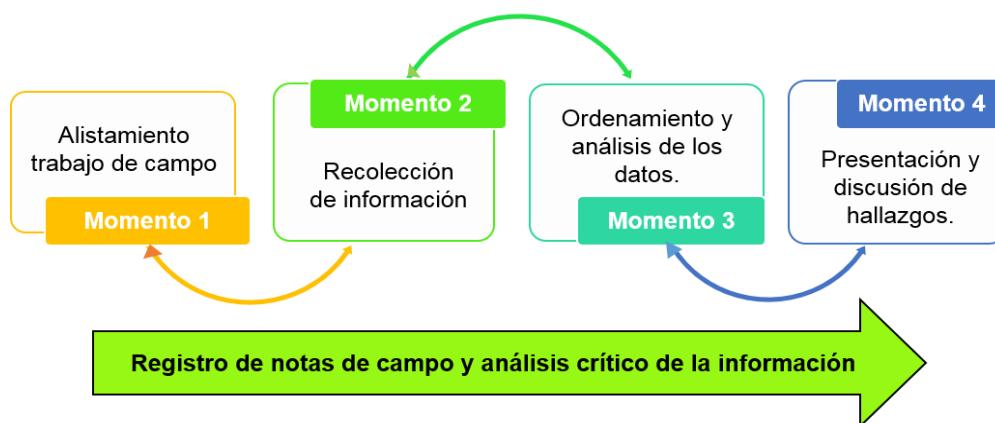 Alistamiento
trabajo de campo
Momento 1
Momento 2
Recolección
de información
Ordenamiento y
análisis de los
datos.
Momento 3
Momento 4
Presentación y
discusión de
hallazgos.
Registro de notas de campo y análisis crítico de la información